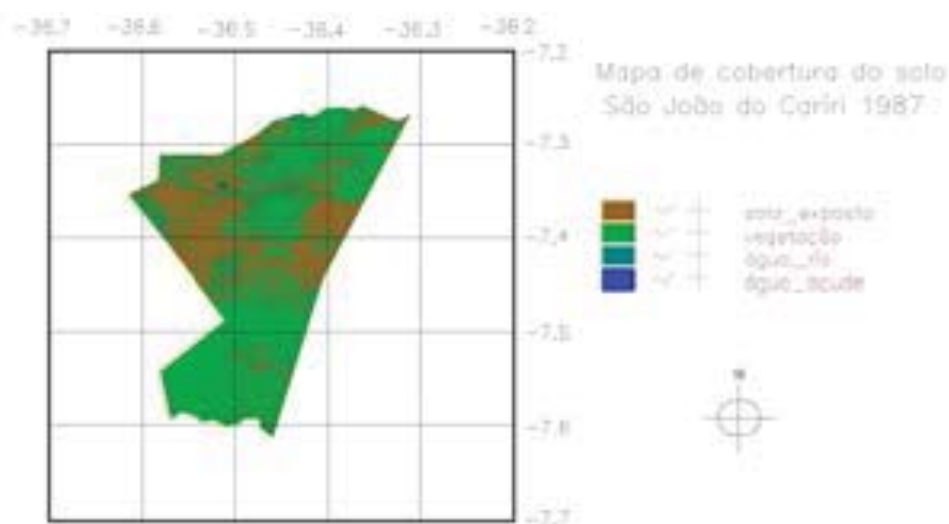 -36.7 -36.6 -36.5 -36.4 -36.3 -36.2
-7.2
-7.3
-7.4
-7.5
-7.6
-7.7
Mapa de cobertura do solo
São João do Cariri 1987
solo_exposto
vegetação
água_rio
água_açude
N